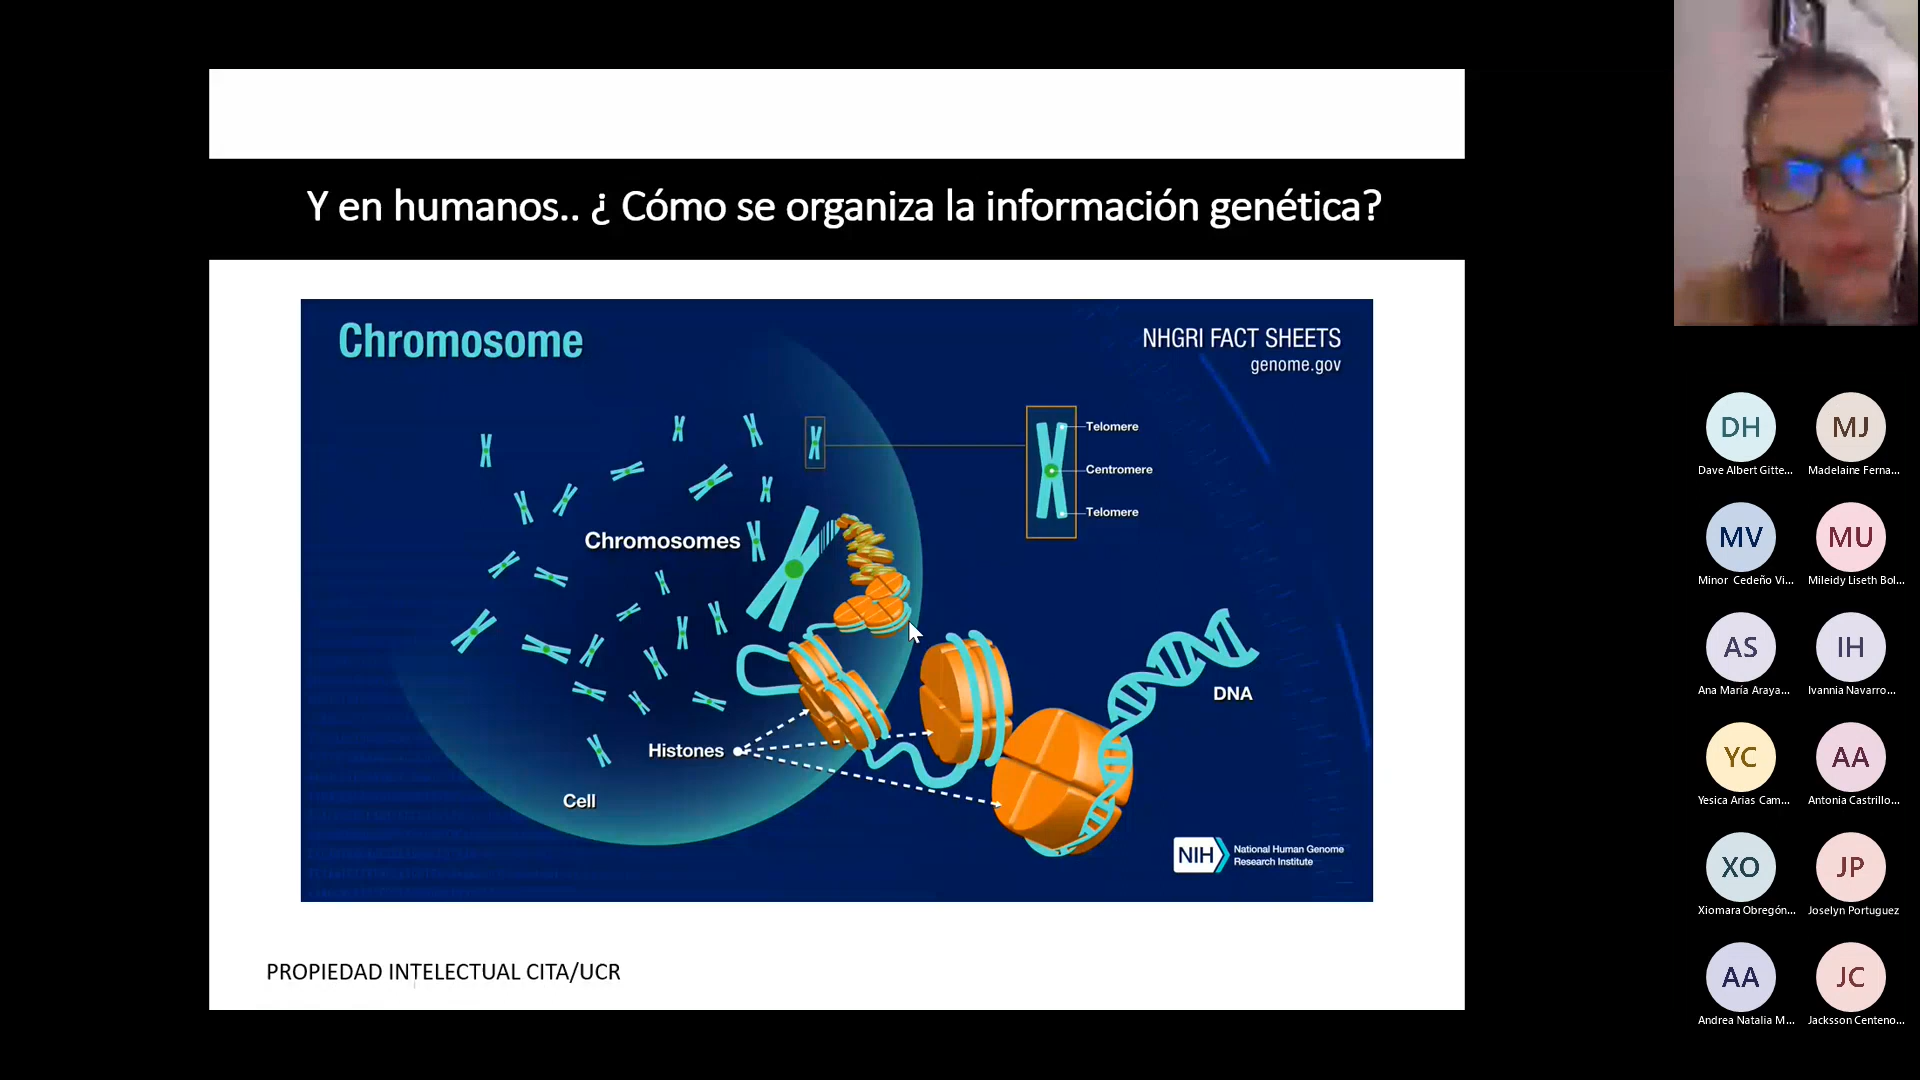 Y en humanos.. ¿ Cómo se organiza la información genética?
Chromosome
NHGRI FACT SHEETS
genome.gov
Telomere
Centromere
Telomere
Chromosomes
DNA
Histones
Cell
NIH
National Human Genome
Research Institute
PROPIEDAD INTELECTUAL CITA/UCR
DH
Dave Albert Gitte...
MJ
Madelaine Ferna...
MV
Minor Cedeño Vi...
MU
Mileidy Liseth Bol...
AS
Ana María Araya...
IH
Ivannia Navarro...
YC
Yesica Arias Cam...
AA
Antonia Castrillo...
XO
Xiomara Obregón...
JP
Joselyn Portuguez
AA
Andrea Natalia M...
JC
Jacksson Centeno...